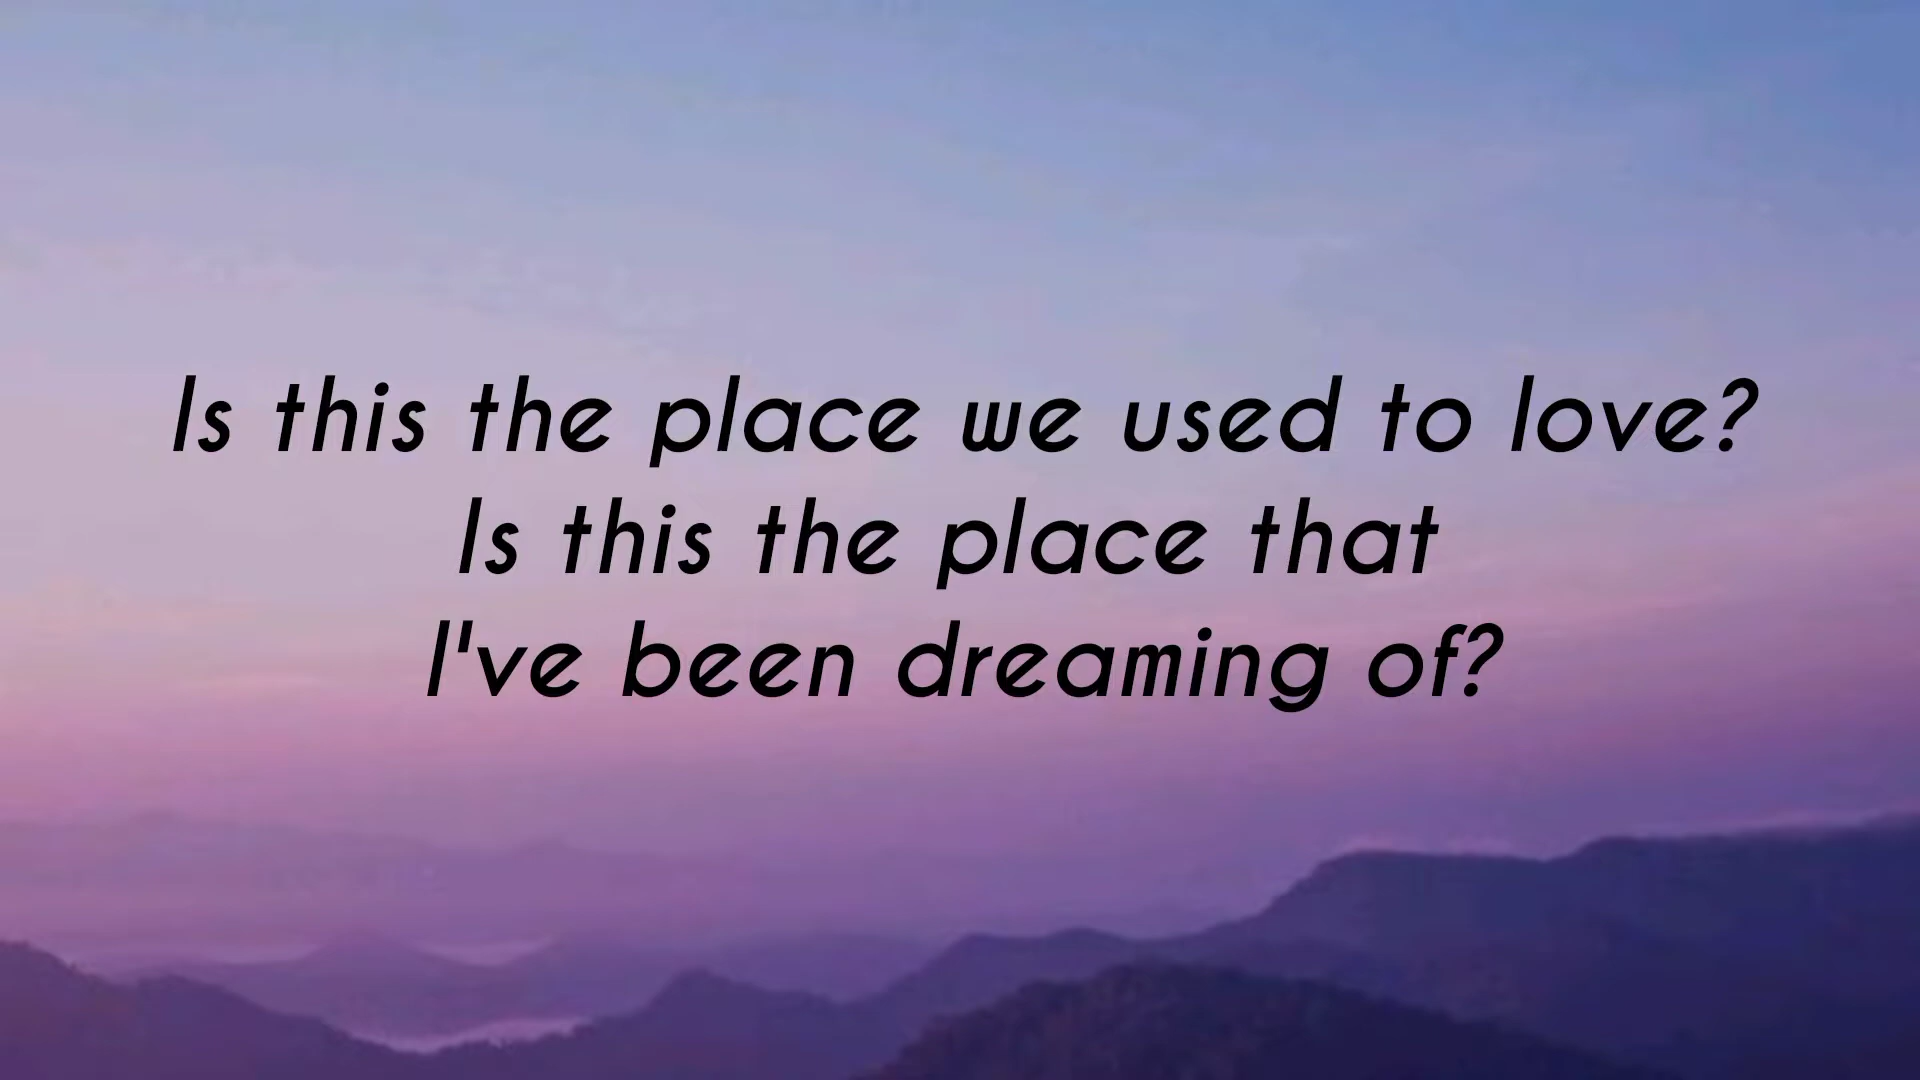 Is this the place we used to love?
Is this the place that
I've been dreaming of?